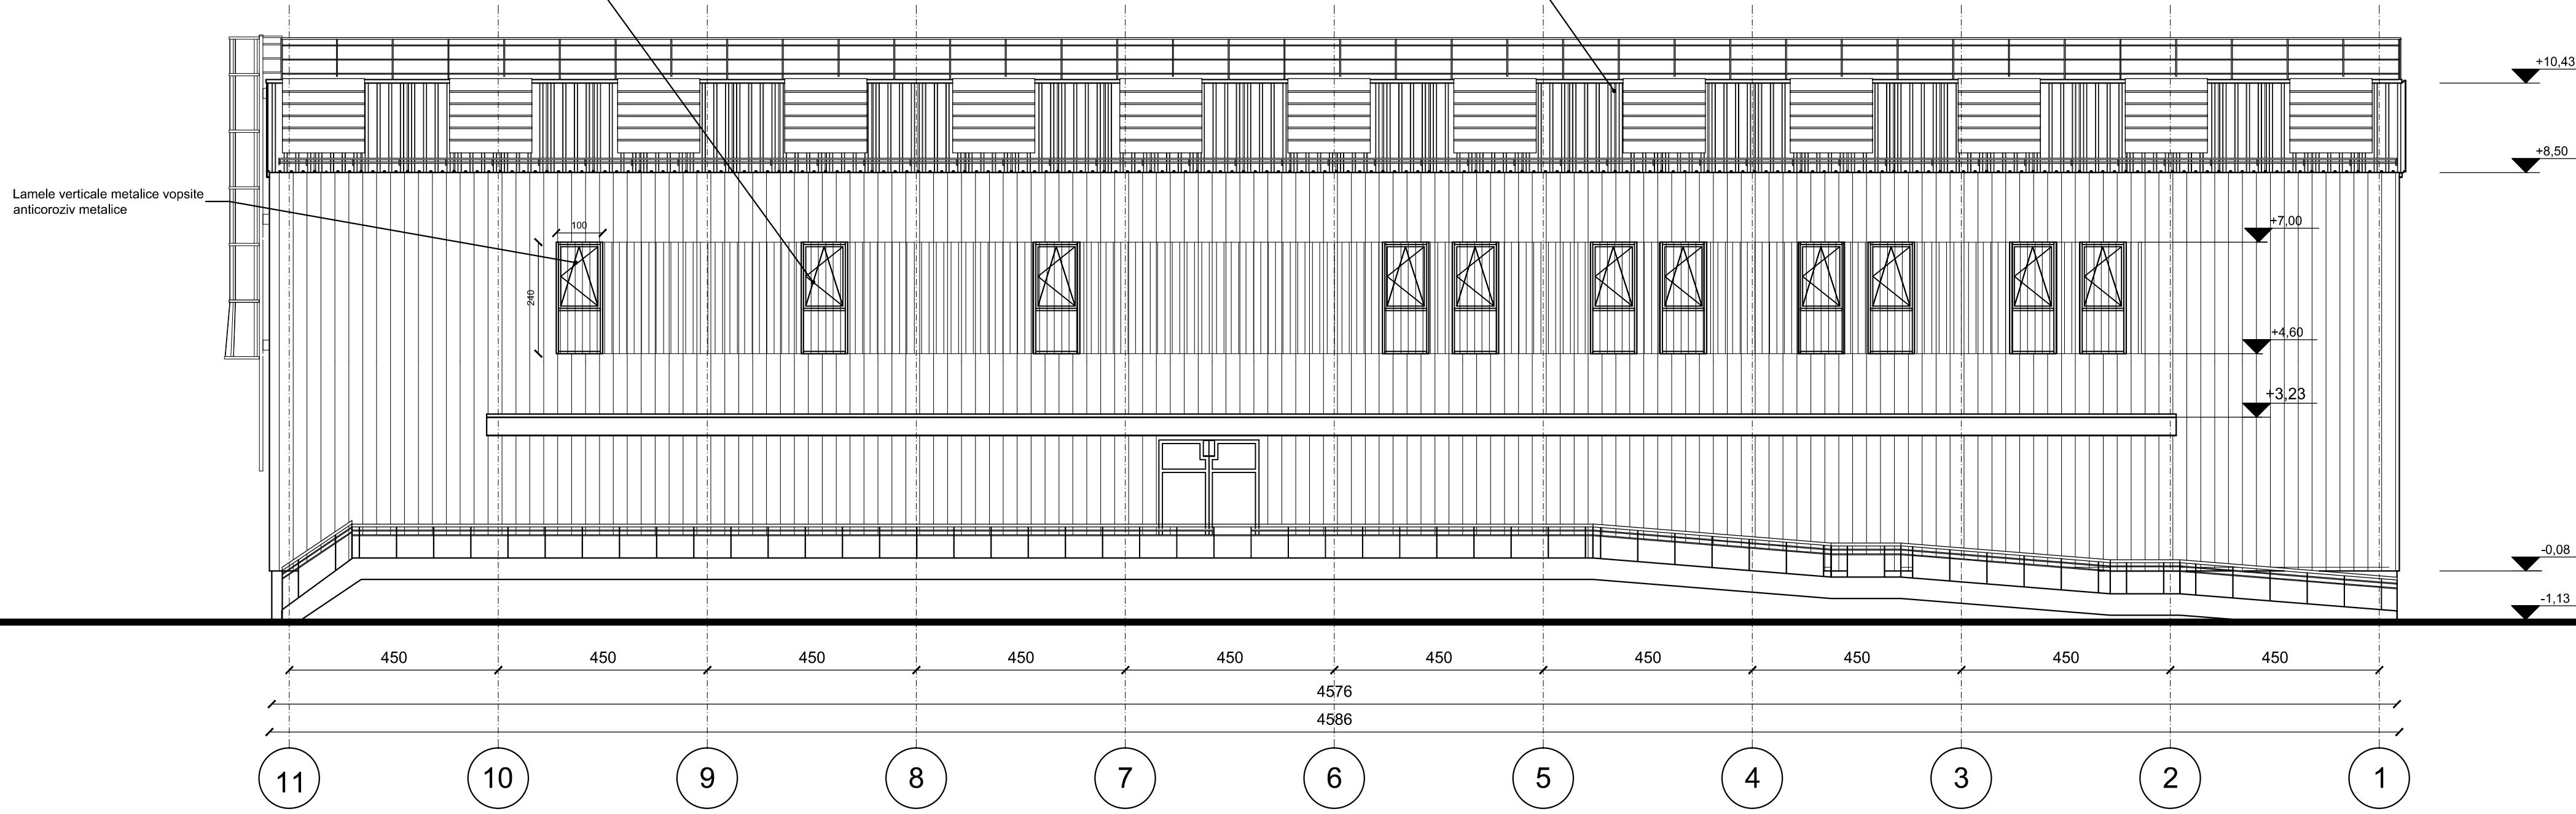 +10,43
+8,50
Lamele verticale metalice vopsite
anticoroziv metalice
100
240
+7,00
+4,60
+3,23
-0,08
-1,13
450 450 450 450 450 450 450 450 450 450
4576
4586
11 10 9 8 7 6 5 4 3 2 1